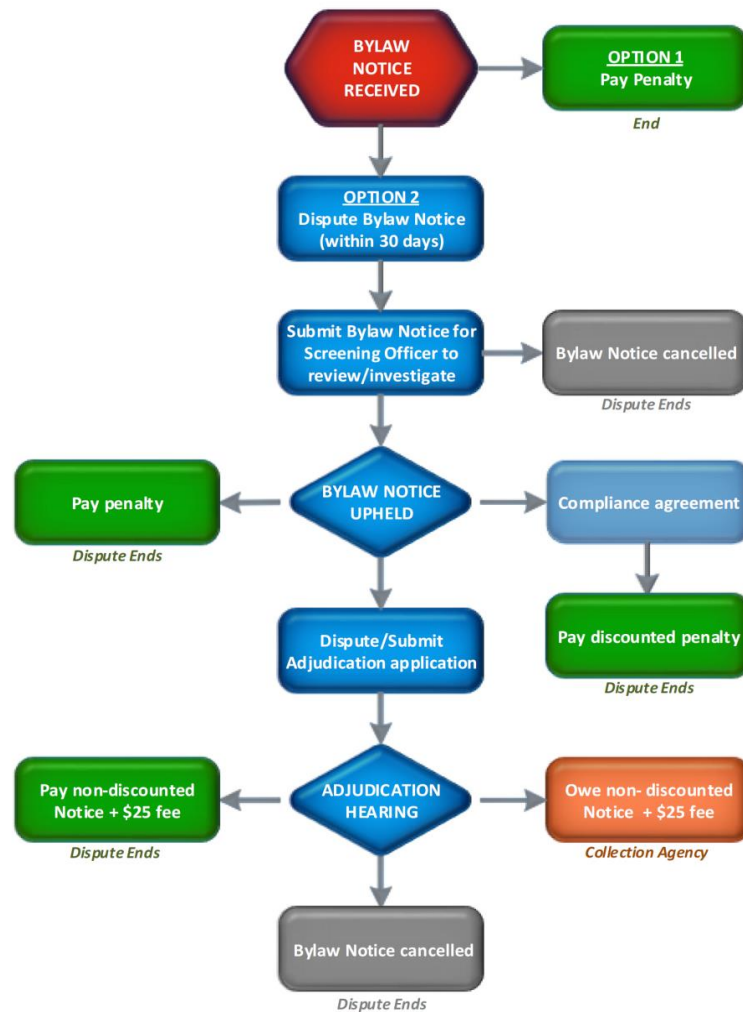 BYLAW
NOTICE
RECEIVED
OPTION 1
Pay Penalty
End
OPTION 2
Dispute Bylaw Notice
(within 30 days)
Submit Bylaw Notice for
Screening Officer to
review/investigate
Bylaw Notice cancelled
Dispute Ends
Pay penalty
Dispute Ends
BYLAW NOTICE
UPHELD
Compliance agreement
Pay discounted penalty
Dispute Ends
Dispute/Submit
Adjudication application
Pay non-discounted
Notice + $25 fee
Dispute Ends
ADJUDICATION
HEARING
Owe non- discounted
Notice + $25 fee
Collection Agency
Bylaw Notice cancelled
Dispute Ends